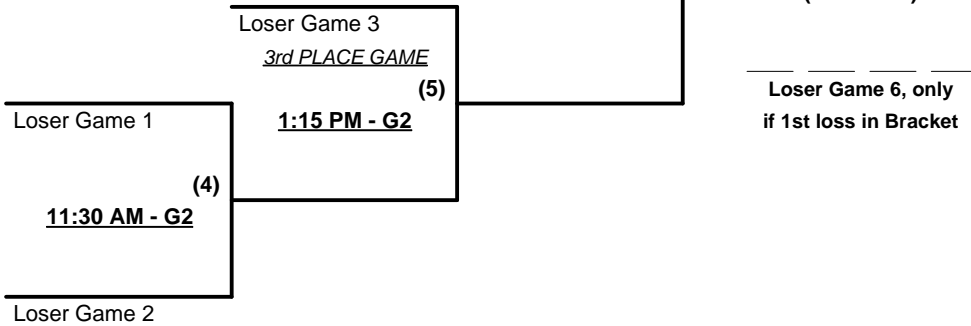 Loser Game 3
3rd PLACE GAME
(5)
1:15 PM - G2
Loser Game 1
(4)
11:30 AM - G2
Loser Game 2
Loser Game 6, only
if 1st loss in Bracket